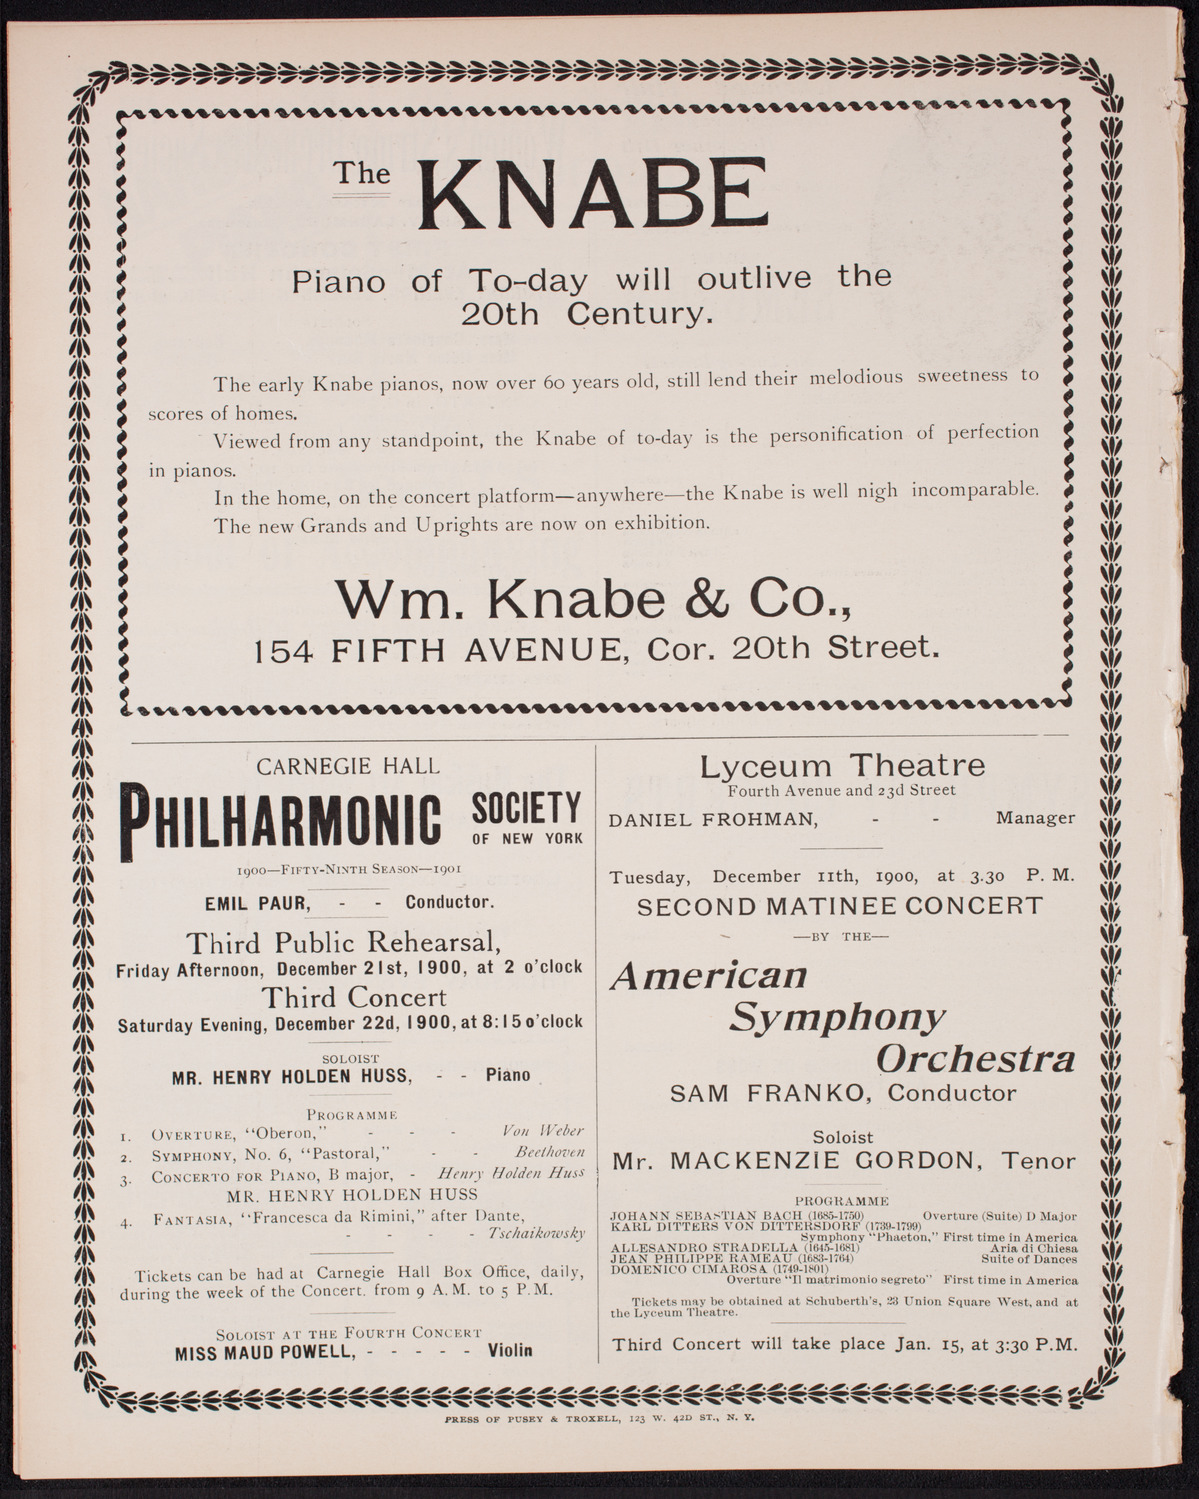 The KNABE
Piano of To-day will outlive the
20th Century.
The early Knabe pianos, now over 60 years old, still lend their melodious sweetness to
scores of homes.
Viewed from any standpoint, the Knabe of to-day is the personification of perfection
in pianos.
In the home, on the concert platform—anywhere—the Knabe is well nigh incomparable.
The new Grands and Uprights are now on exhibition.
Wm. Knabe & Co.,
154 FIFTH AVENUE, Cor. 20th Street.
CARNEGIE HALL
PHILHARMONIC SOCIETY
OF NEW YORK
1900—FIFTY-NINTH SEASON—1901
EMIL PAUR, - - Conductor.
Third Public Rehearsal,
Friday Afternoon, December 21st, 1900, at 2 o'clock
Third Concert
Saturday Evening, December 22d, 1900, at 8:15 o'clock
SOLOIST
MR. HENRY HOLDEN HUSS, - - Piano
PROGRAMME
1. OVERTURE, "Oberon," - - - Von Weber
2. SYMPHONY, No. 6, "Pastoral," - - Beethoven
3. CONCERTO FOR PIANO, B major, - Henry Holden Huss
MR. HENRY HOLDEN HUSS
4. FANTASIA, "Francesca da Rimini," after Dante,
- - - - Tschaikowsky
Tickets can be had at Carnegie Hall Box Office, daily,
during the week of the Concert. from 9 A.M. to 5 P.M.
SOLOIST AT THE FOURTH CONCERT
MISS MAUD POWELL, - - - - - Violin
Lyceum Theatre
Fourth Avenue and 23d Street
DANIEL FROHMAN, - - Manager
Tuesday, December 11th, 1900, at 3.30 P. M.
SECOND MATINEE CONCERT
—BY THE—
American
Symphony
Orchestra
SAM FRANKO, Conductor
Soloist
Mr. MACKENZIE GORDON, Tenor
PROGRAMME
JOHANN SEBASTIAN BACH (1685-1750) Overture (Suite) D Major
KARL DITTERS VON DITTERSDORF (1739-1799)
Symphony "Phaeton," First time in America
ALLESANDRO STRADELLA (1645-1681) Aria di Chiesa
JEAN PHILIPPE RAMEAU (1683-1764) Suite of Dances
DOMENICO CIMAROSA (1749-1801)
Overture "Il matrimonio segreto" First time in America
Tickets may be obtained at Schuberth's, 23 Union Square West, and at
the Lyceum Theatre.
Third Concert will take place Jan. 15, at 3:30 P.M.
PRESS OF PUSEY & TROXELL, 123 W. 42D ST., N. Y.